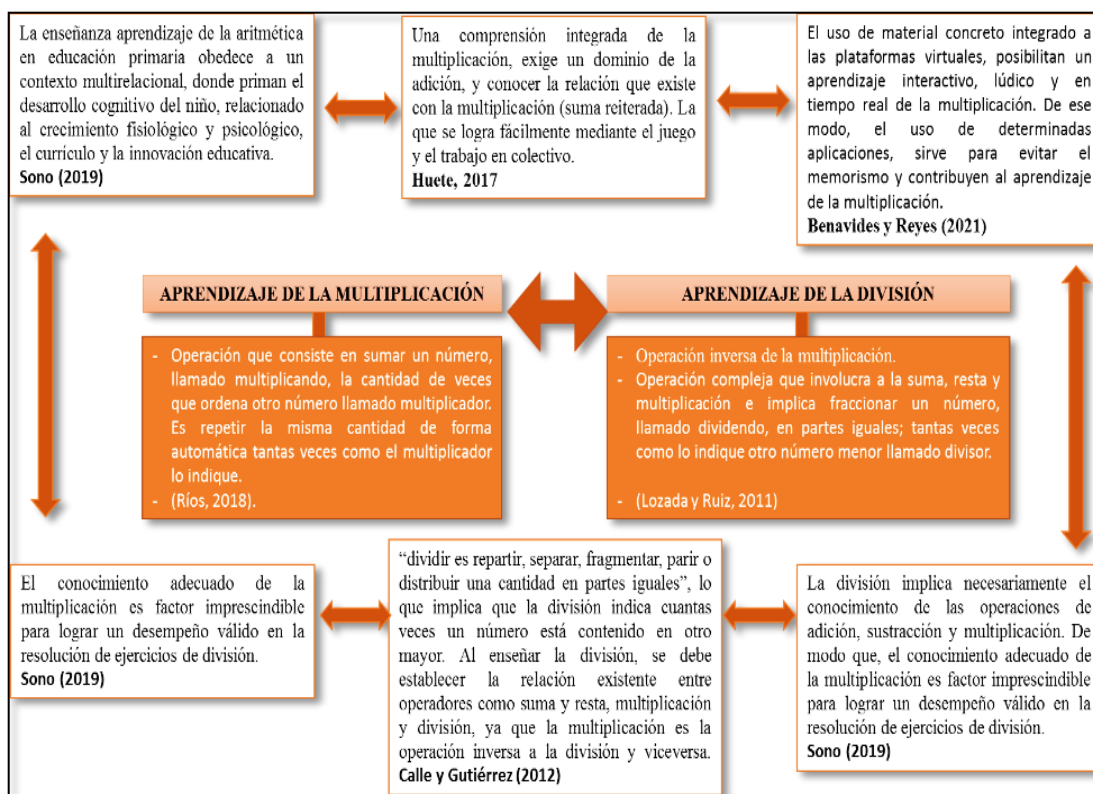 La enseñanza aprendizaje de la aritmética
en educación primaria obedece a un
contexto multirelacional, donde priman el
desarrollo cognitivo del niño, relacionado
al crecimiento fisiológico y psicológico,
el currículo y la innovación educativa.
Sono (2019)
Una comprensión integrada de la
multiplicación, exige un dominio de la
adición, y conocer la relación que existe
con la multiplicación (suma reiterada). La
que se logra fácilmente mediante el juego
y el trabajo en colectivo.
Huete, 2017
El uso de material concreto integrado a
las plataformas virtuales, posibilitan un
aprendizaje interactivo, lúdico y en
tiempo real de la multiplicación. De ese
modo, el uso de determinadas
aplicaciones, sirve para evitar el
memorismo y contribuyen al aprendizaje
de la multiplicación.
Benavides y Reyes (2021)
APRENDIZAJE DE LA MULTIPLICACIÓN
- Operación que consiste en sumar un número,
llamado multiplicando, la cantidad de veces
que ordena otro número llamado multiplicador.
Es repetir la misma cantidad de forma
automática tantas veces como el multiplicador
lo indique.
- (Ríos, 2018).
APRENDIZAJE DE LA DIVISIÓN
- Operación inversa de la multiplicación.
- Operación compleja que involucra a la suma, resta y
multiplicación e implica fraccionar un número,
llamado dividendo, en partes iguales; tantas veces
como lo indique otro número menor llamado divisor.
- (Lozada y Ruiz, 2011)
El conocimiento adecuado de la
multiplicación es factor imprescindible
para lograr un desempeño válido en la
resolución de ejercicios de división.
Sono (2019)
“dividir es repartir, separar, fragmentar, parir o
distribuir una cantidad en partes iguales”, lo
que implica que la división indica cuantas
veces un número está contenido en otro
mayor. Al enseñar la división, se debe
establecer la relación existente entre
operadores como suma y resta, multiplicación
y división, ya que la multiplicación es la
operación inversa a la división y viceversa.
Calle y Gutiérrez (2012)
La división implica necesariamente el
conocimiento de las operaciones de
adición, sustracción y multiplicación. De
modo que, el conocimiento adecuado de
la multiplicación es factor imprescindible
para lograr un desempeño válido en la
resolución de ejercicios de división.
Sono (2019)